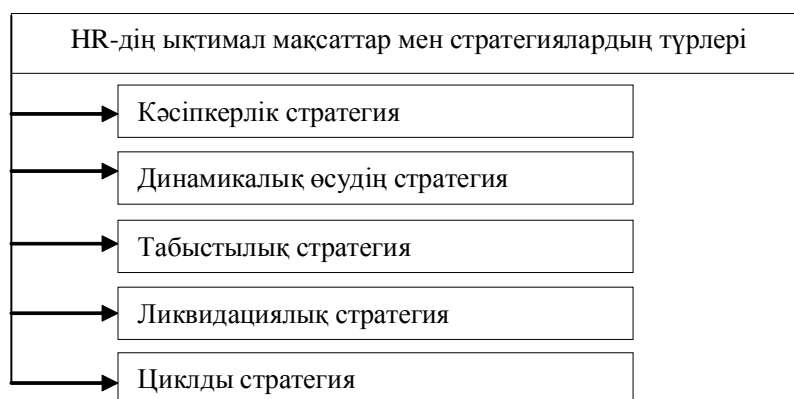 HR-дің ықтимал мақсаттар мен стратегиялардың түрлері
Кәсіпкерлік стратегия
Динамикалық өсудің стратегия
Табыстылық стратегия
Ликвидациялық стратегия
Циклды стратегия